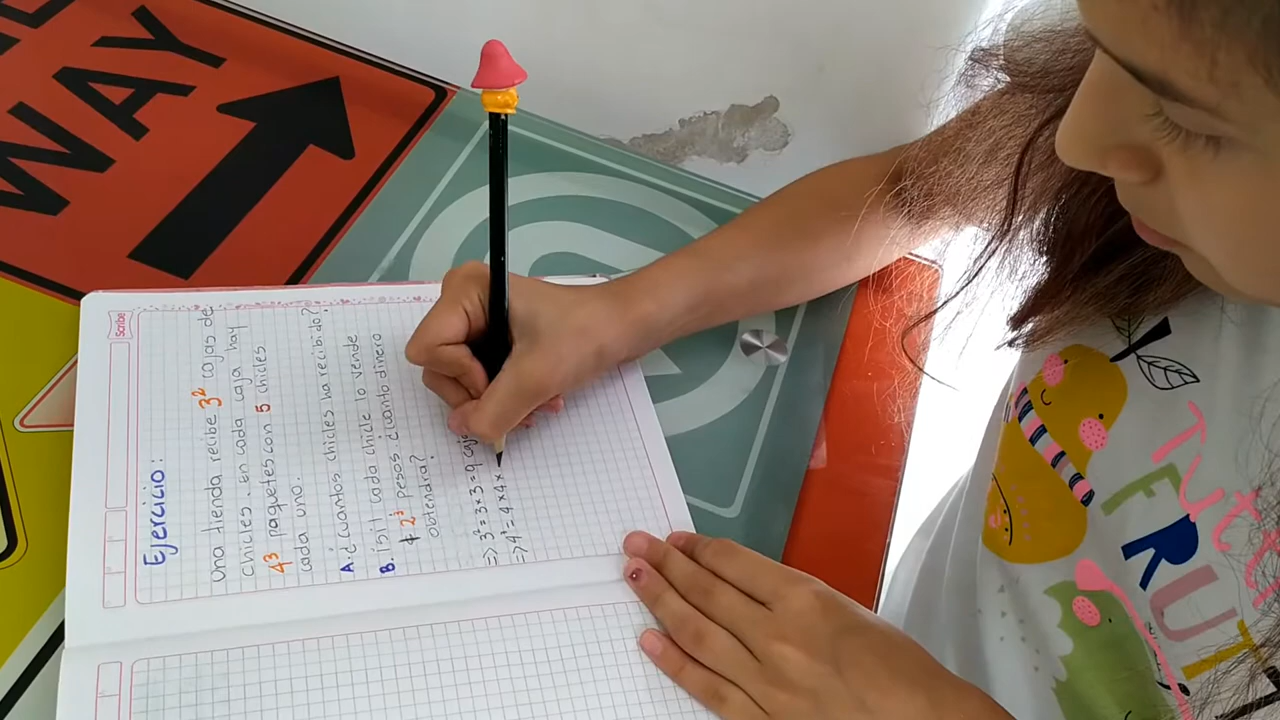 WAY
Scribe
Ejercicio:
Una tienda recibe 3² cajas de
chicles. En cada caja hay
4³ paquetes con 5 chicles
cada uno.
A. ¿Cuántos chicles ha recibido?
B. ¡Si! cada chicle lo vende
$ 2³ pesos ¿Cuánto dinero
obtendría?
=> 3² = 3 x 3 = 9 caj
=> 4³ = 4 x 4 x
Tutti
FRUT